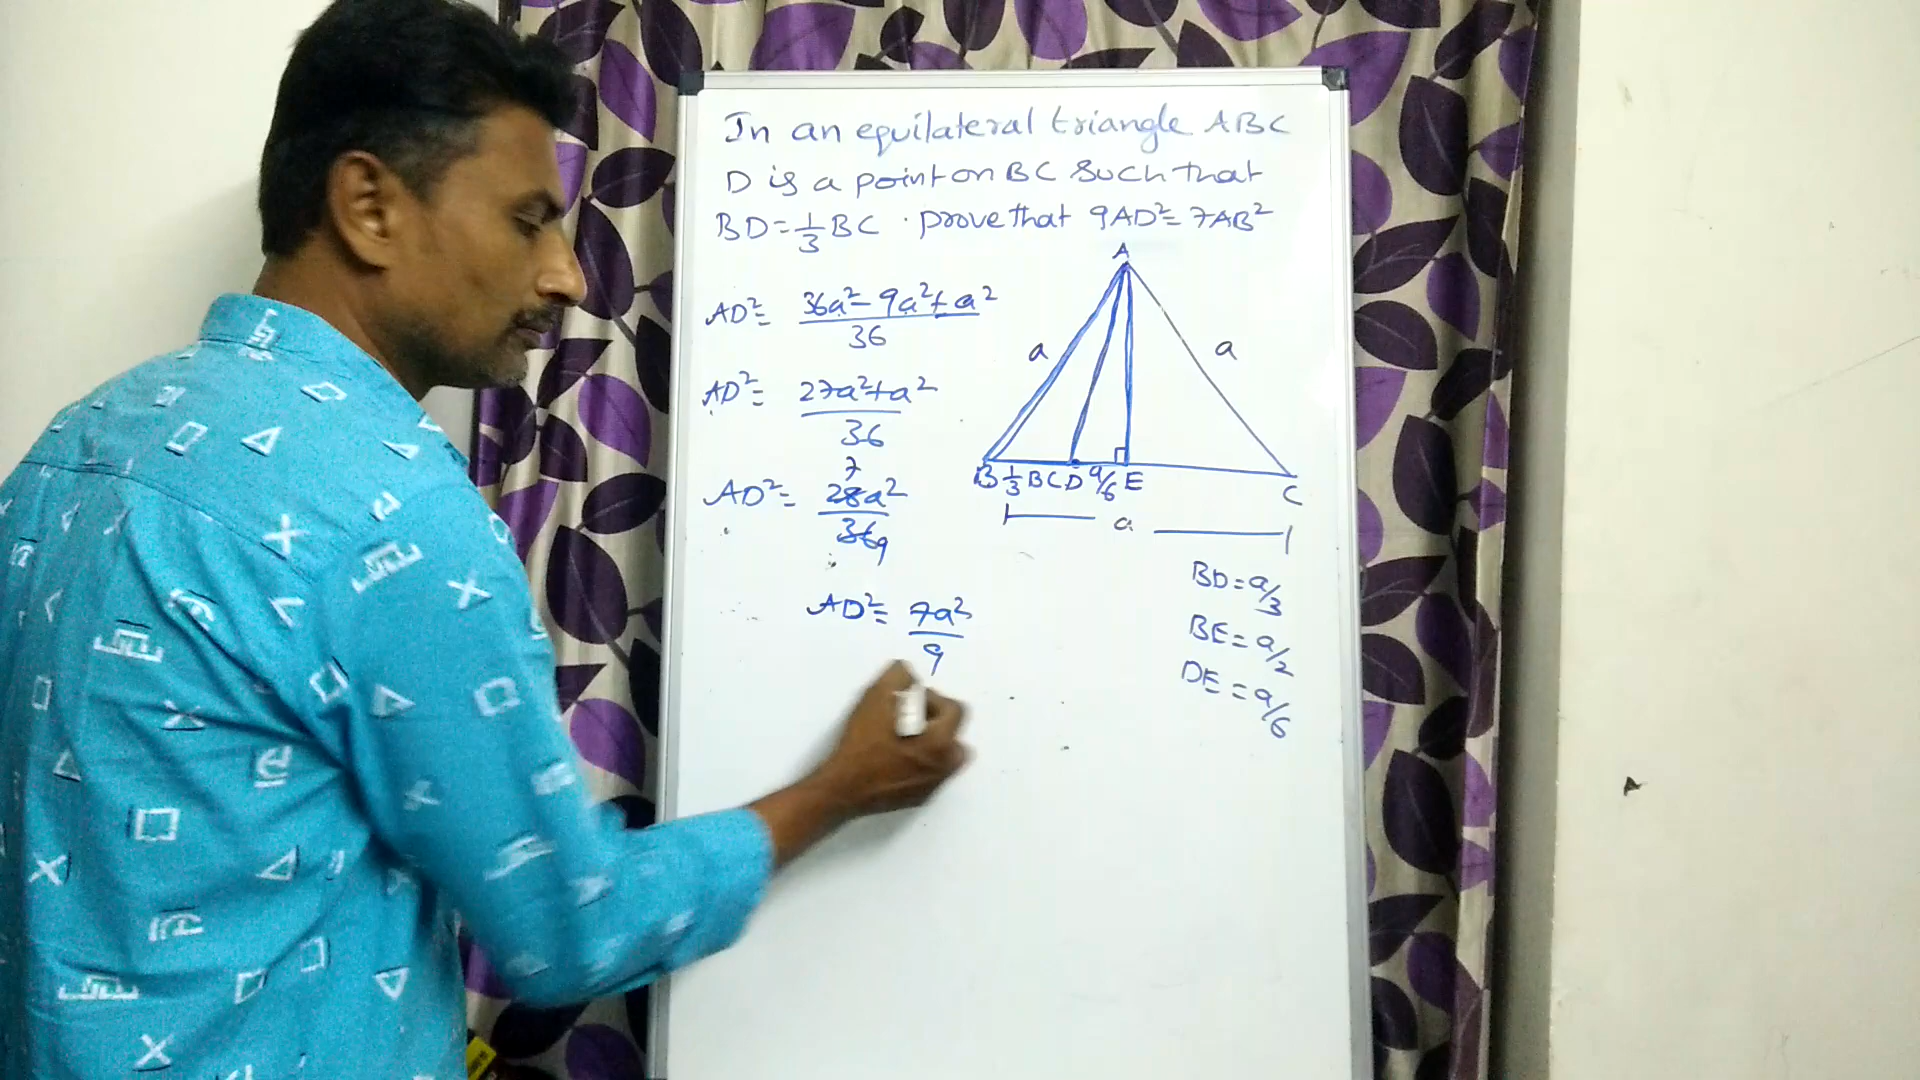 In an equilateral triangle ABC
D is a point on BC such that
BD = 1/3 BC . prove that 9AD² = 7AB²
AD² = 36a² - 9a² + a² / 36
AD² = 27a² + a² / 36
7
AD² = 28a² / 36 9
AD² = 7a² / 9
A
a a
B 1/3 BC D a/6 E C
a
BD = a/3
BE = a/2
DE = a/6